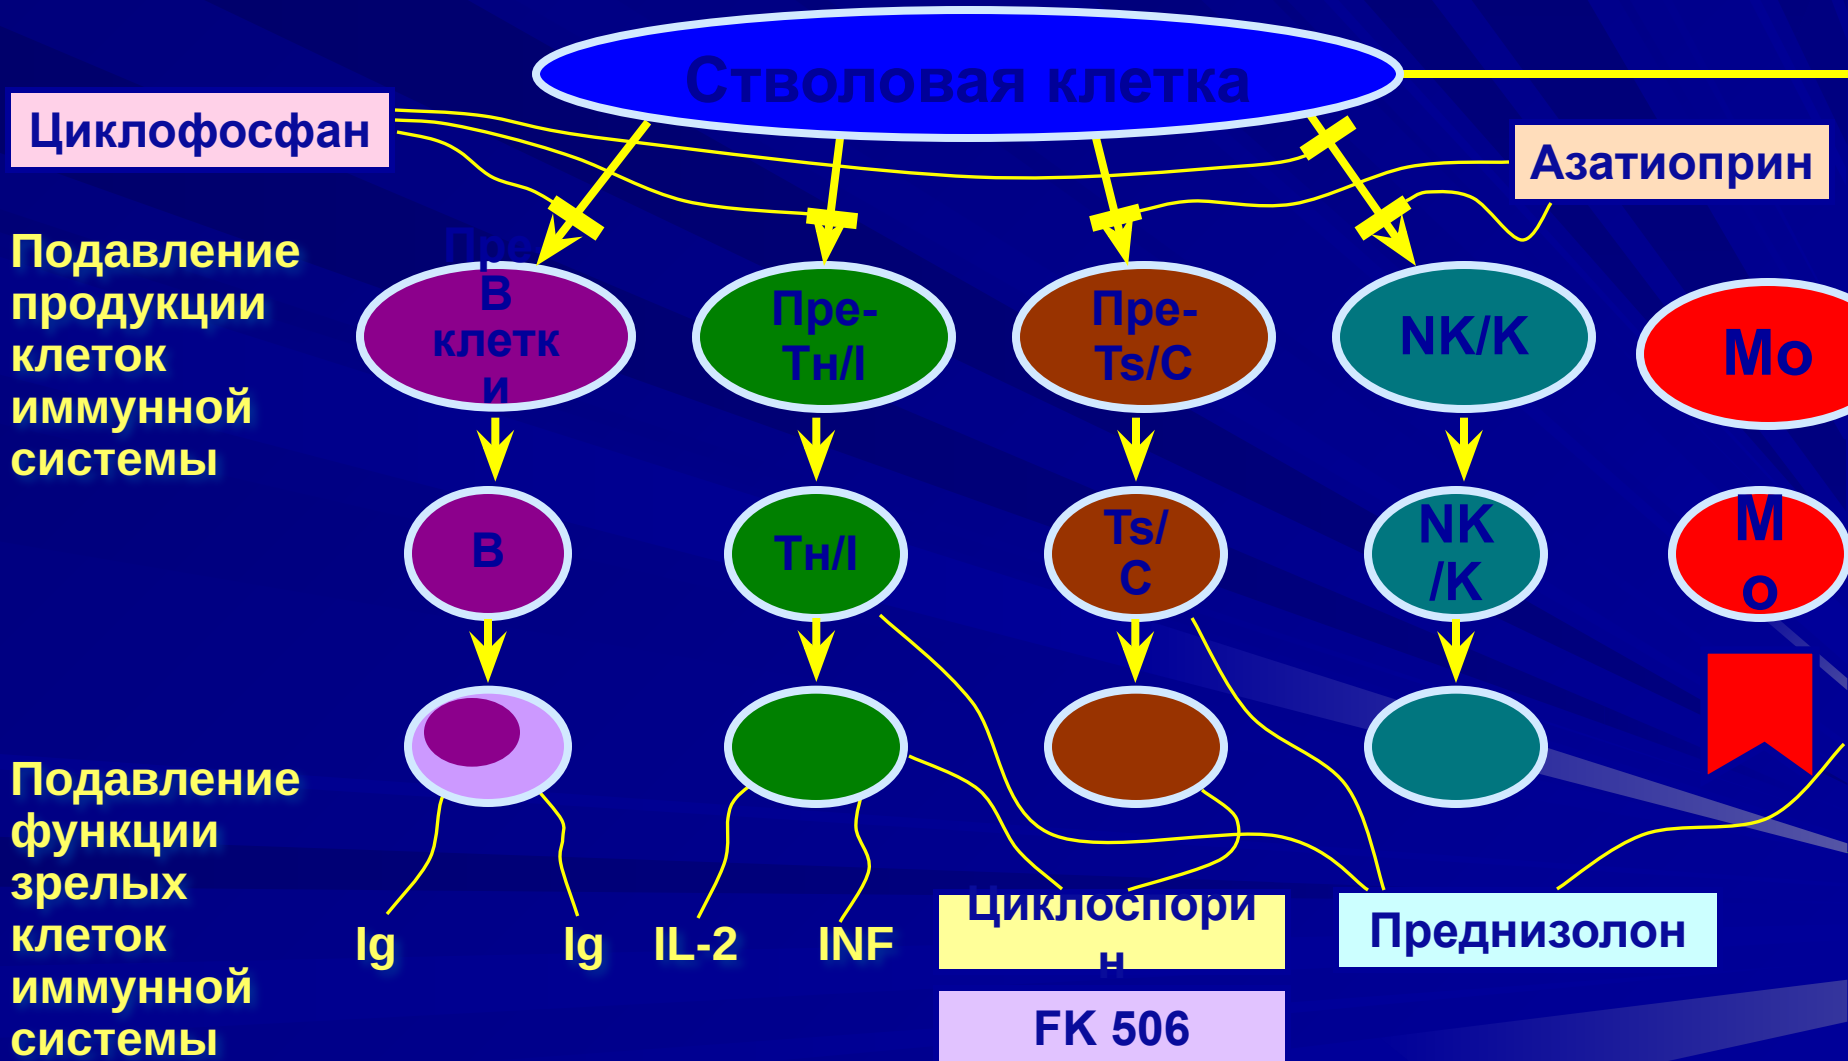 Стволовая клетка
Циклофосфан
Азатиоприн
Подавление
продукции
клеток
иммунной
системы
Пре-
В
клетк
и
Пре-
Тн/I
Пре-
Ts/C
NK/K
Mo
В
Тн/I
Ts/
C
NK
/K
M
o
Подавление
функции
зрелых
клеток
иммунной
системы
Ig
Ig
IL-2
INF
Циклоспори
н
Преднизолон
FK 506